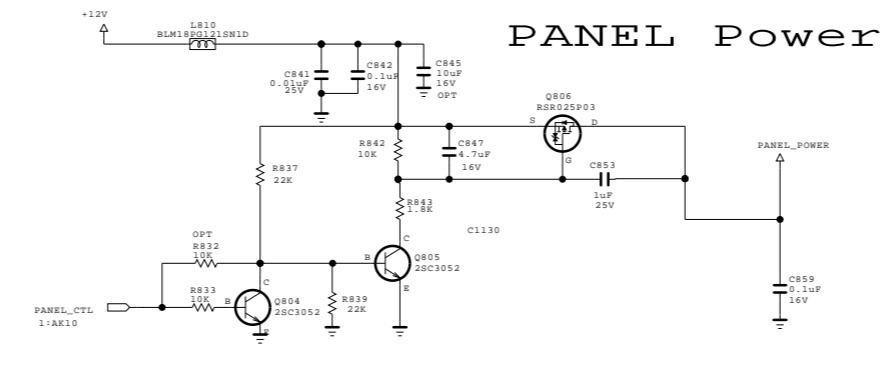 +12V
PANEL Power
L810
BLM18PG121SN1D
C841
0.01uF
25V
C842
0.1uF
16V
C845
10uF
16V
OPT
Q806
RSR025P03
S
D
G
R842
10K
C847
4.7uF
16V
PANEL_POWER
R837
22K
C853
1uF
25V
R843
1.8K
C1130
OPT
R832
10K
C
B
Q805
2SC3052
E
C
R833
10K
B
Q804
2SC3052
E
R839
22K
PANEL_CTL
1:AK10
C859
0.1uF
16V